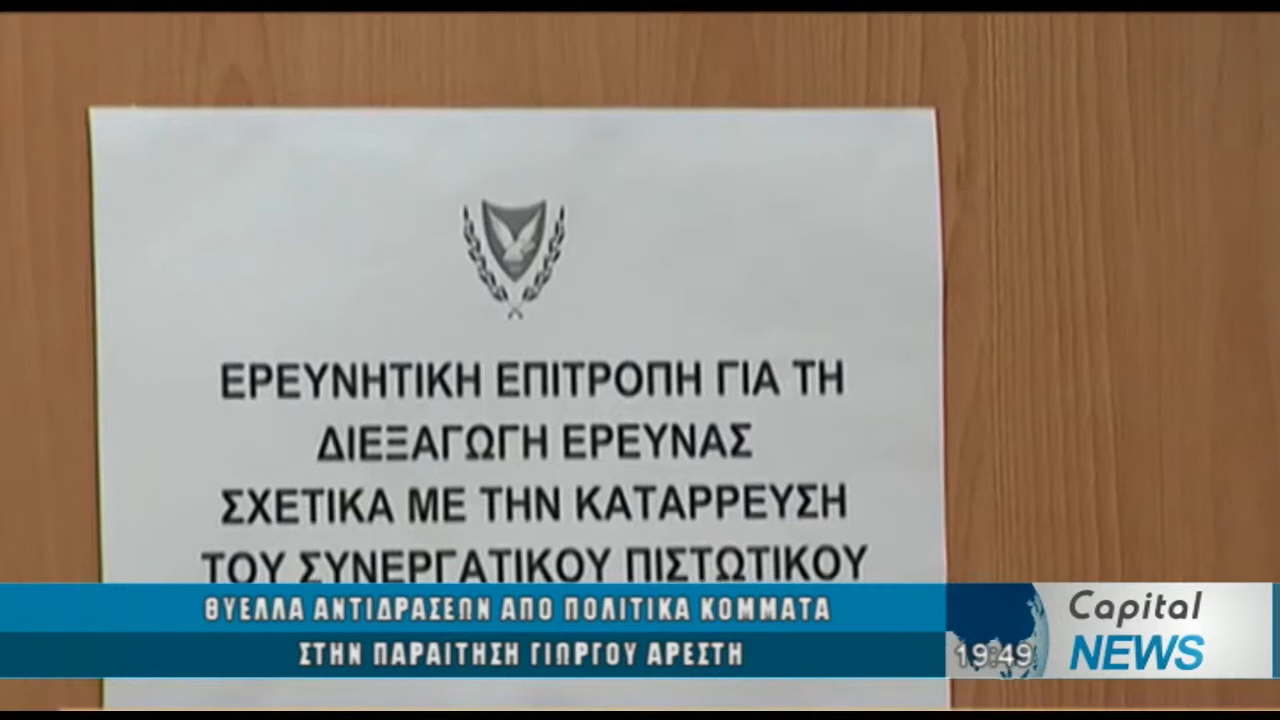 ΕΡΕΥΝΗΤΙΚΗ ΕΠΙΤΡΟΠΗ ΓΙΑ ΤΗ
ΔΙΕΞΑΓΩΓΗ ΕΡΕΥΝΑΣ
ΣΧΕΤΙΚΑ ΜΕ ΤΗΝ ΚΑΤΑΡΡΕΥΣΗ
ΤΟΥ ΣΥΝΕΡΓΑΤΙΚΟΥ ΠΙΣΤΩΤΙΚΟΥ
ΘΥΕΛΛΑ ΑΝΤΙΔΡΑΣΕΩΝ ΑΠΟ ΠΟΛΙΤΙΚΑ ΚΟΜΜΑΤΑ
ΣΤΗΝ ΠΑΡΑΙΤΗΣΗ ΓΙΩΡΓΟΥ ΑΡΕΣΤΗ
19:49
Capital
NEWS